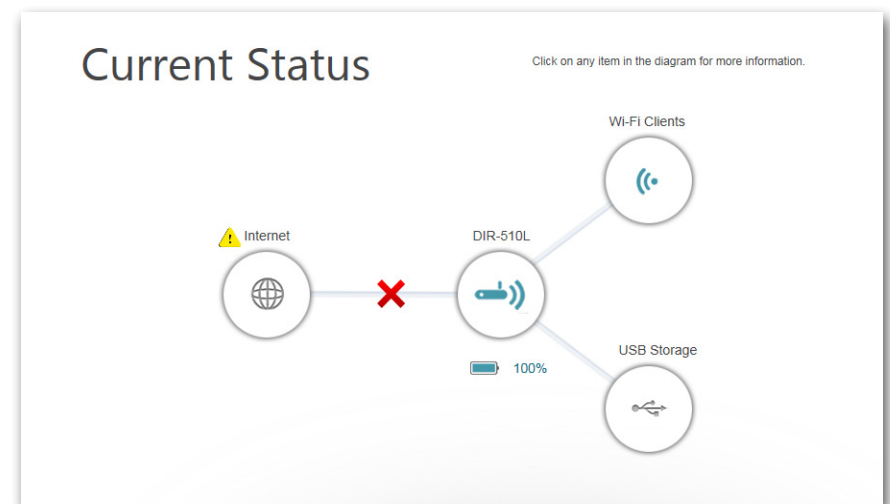 Current Status
Click on any item in the diagram for more information.
Wi-Fi Clients
Internet
DIR-510L
100%
USB Storage